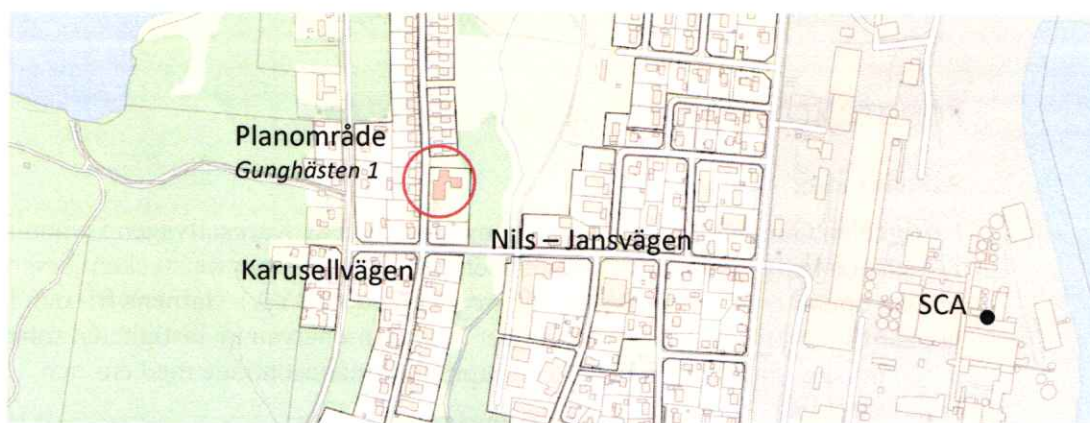 Planområde
Gunghästen 1
Nils – Jansvägen
Karusellvägen
SCA